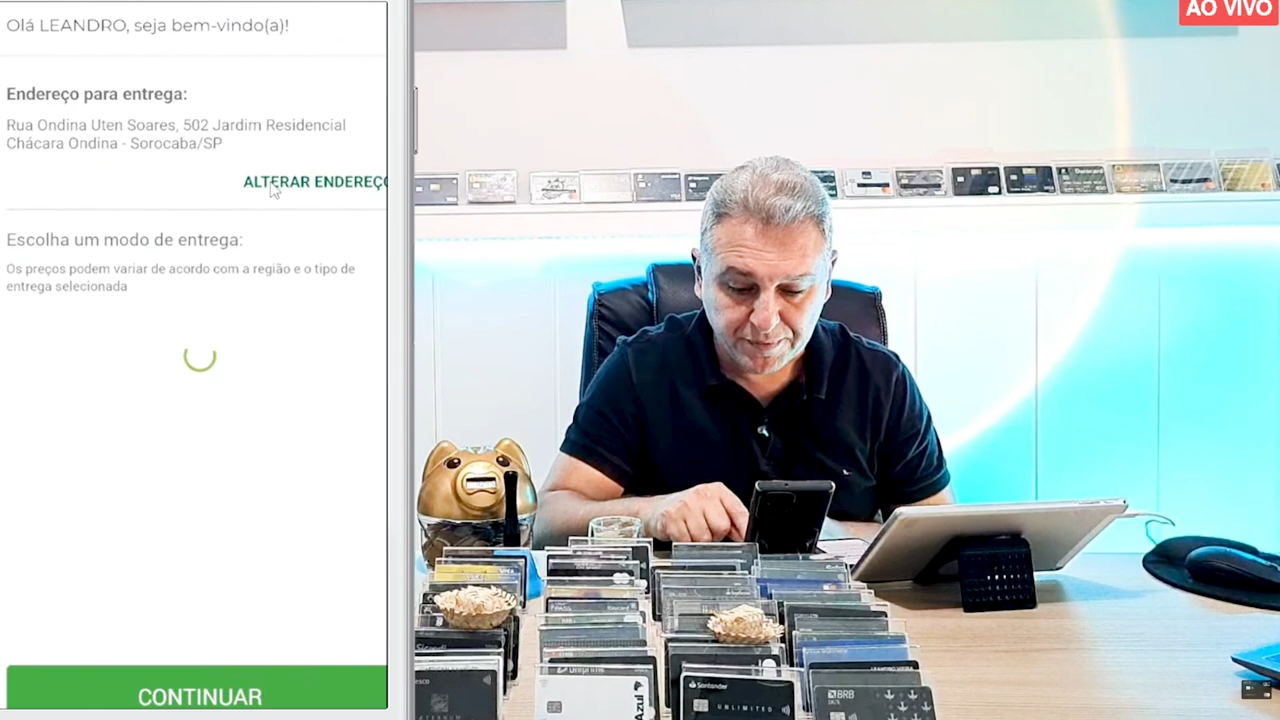 Olá LEANDRO, seja bem-vindo(a)!
Endereço para entrega:
Rua Ondina Uten Soares, 502 Jardim Residencial
Chácara Ondina - Sorocaba/SP
ALTERAR ENDEREÇO
Escolha um modo de entrega:
Os preços podem variar de acordo com a região e o tipo de
entrega selecionada
CONTINUAR
AO VIVO
VISA
Azul
Santander
UNLIMITED
BRB